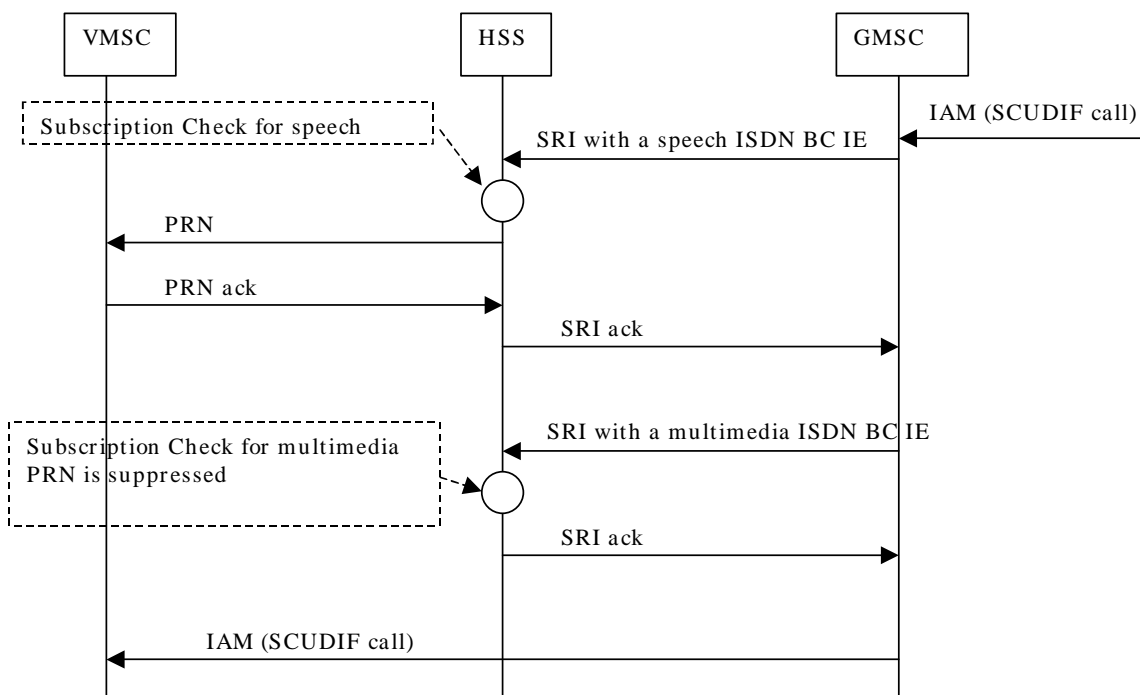 VMSC
HSS
GMSC
IAM (SCUDIF call)
Subscription Check for speech
SRI with a speech ISDN BC IE
PRN
PRN ack
SRI ack
SRI with a multimedia ISDN BC IE
Subscription Check for multimedia
PRN is suppressed
SRI ack
IAM (SCUDIF call)